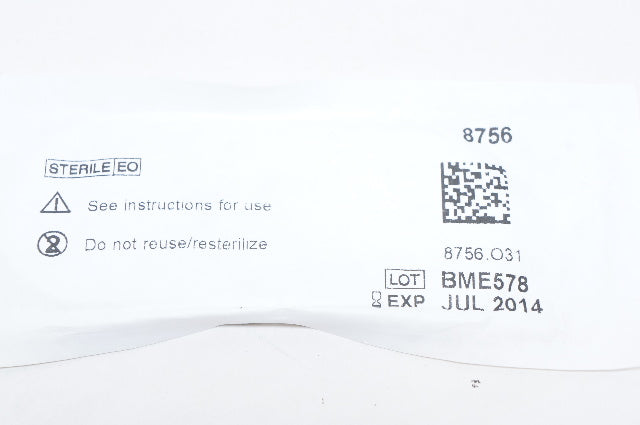 8756
STERILE EO
See instructions for use
Do not reuse/resterilize
8756.O31
LOT BME578
EXP JUL 2014